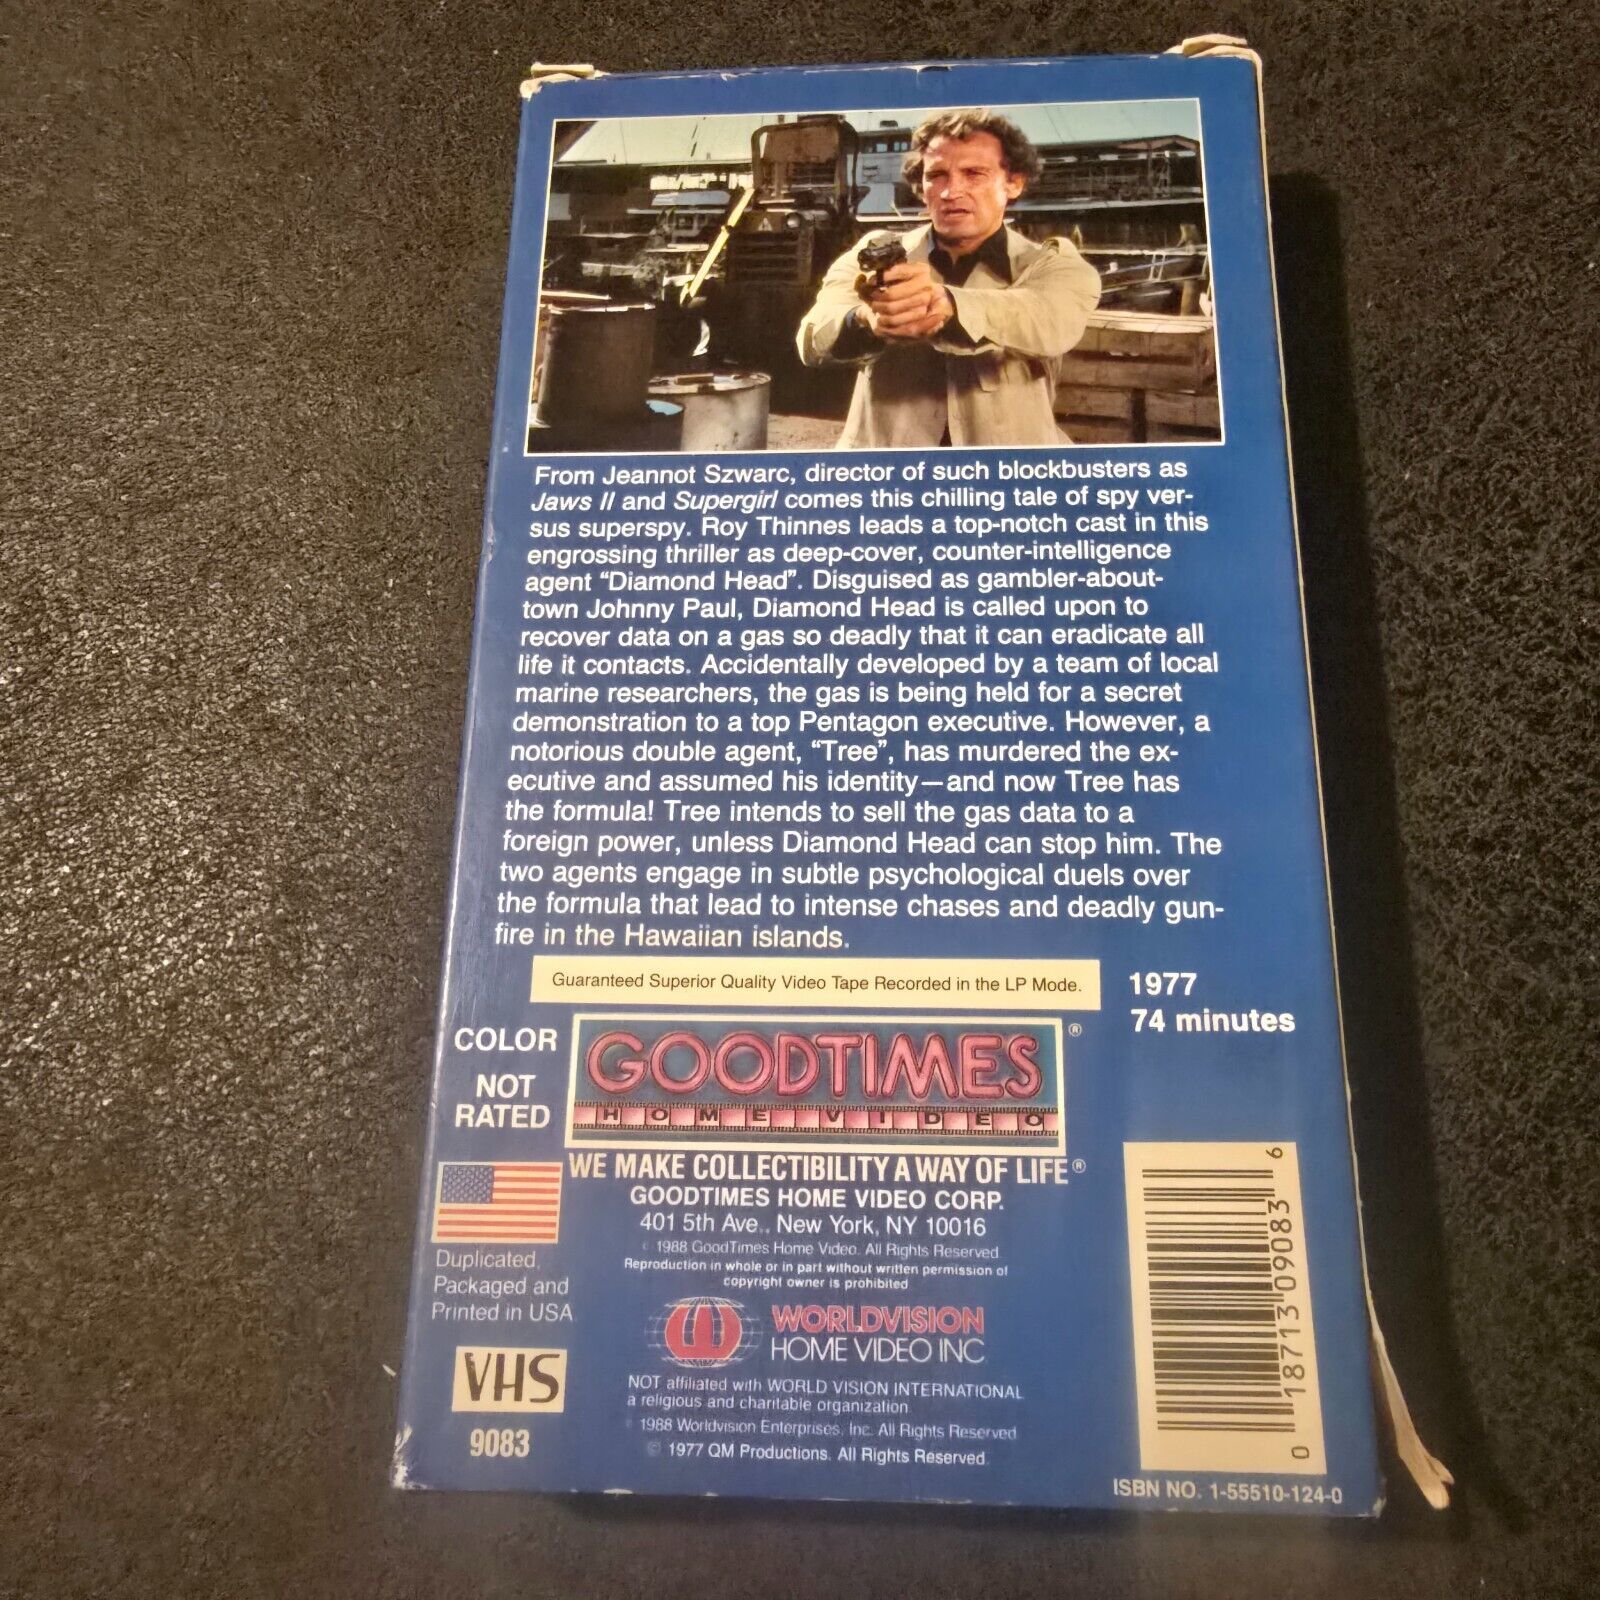 From Jeannot Szwarc, director of such blockbusters as
Jaws II and Supergirl comes this chilling tale of spy ver-
sus superspy. Roy Thinnes leads a top-notch cast in this
engrossing thriller as deep-cover, counter-intelligence
agent “Diamond Head”. Disguised as gambler-about-
town Johnny Paul, Diamond Head is called upon to
recover data on a gas so deadly that it can eradicate all
life it contacts. Accidentally developed by a team of local
marine researchers, the gas is being held for a secret
demonstration to a top Pentagon executive. However, a
notorious double agent, “Tree”, has murdered the ex-
ecutive and assumed his identity—and now Tree has
the formula! Tree intends to sell the gas data to a
foreign power, unless Diamond Head can stop him. The
two agents engage in subtle psychological duels over
the formula that lead to intense chases and deadly gun-
fire in the Hawaiian islands.
Guaranteed Superior Quality Video Tape Recorded in the LP Mode.
1977
74 minutes
COLOR
NOT
RATED
GOODTIMES ®
HOME VIDEO
WE MAKE COLLECTIBILITY A WAY OF LIFE®
GOODTIMES HOME VIDEO CORP.
401 5th Ave., New York, NY 10016
© 1988 GoodTimes Home Video. All Rights Reserved.
Reproduction in whole or in part without written permission of
copyright owner is prohibited
Duplicated,
Packaged and
Printed in USA
WORLDVISION
HOME VIDEO INC
NOT affiliated with WORLD VISION INTERNATIONAL
a religious and charitable organization.
© 1988 Worldvision Enterprises, Inc. All Rights Reserved
© 1977 QM Productions. All Rights Reserved.
VHS
9083
0 18713 09083 6
ISBN NO. 1-55510-124-0